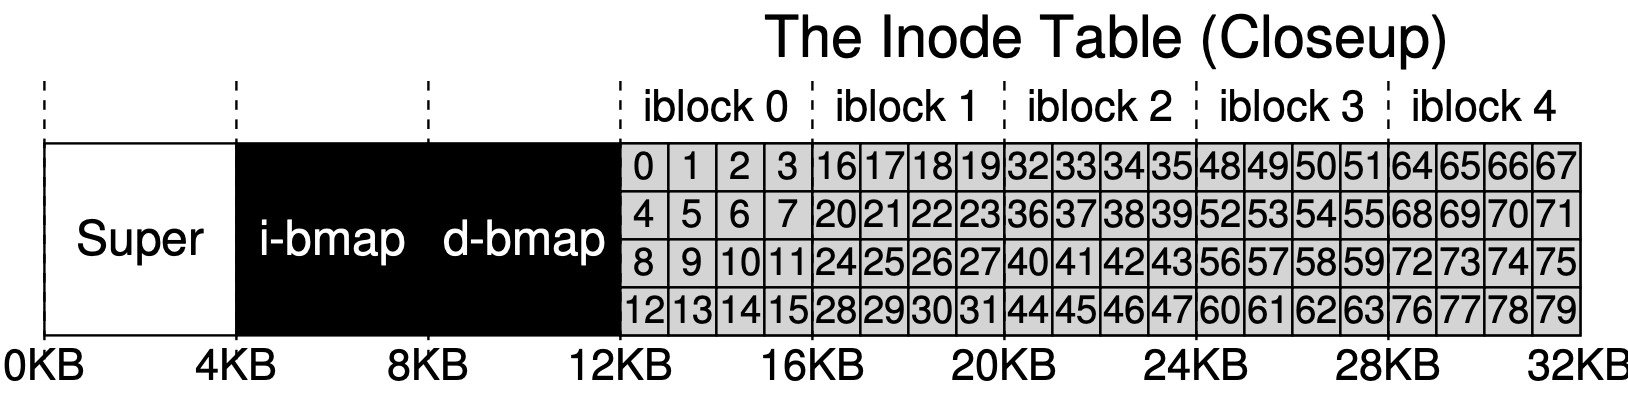 The Inode Table (Closeup)
iblock 0 iblock 1 iblock 2 iblock 3 iblock 4
0 1 2 3 16 17 18 19 32 33 34 35 48 49 50 51 64 65 66 67
4 5 6 7 20 21 22 23 36 37 38 39 52 53 54 55 68 69 70 71
Super i-bmap d-bmap
8 9 10 11 24 25 26 27 40 41 42 43 56 57 58 59 72 73 74 75
12 13 14 15 28 29 30 31 44 45 46 47 60 61 62 63 76 77 78 79
0KB 4KB 8KB 12KB 16KB 20KB 24KB 28KB 32KB